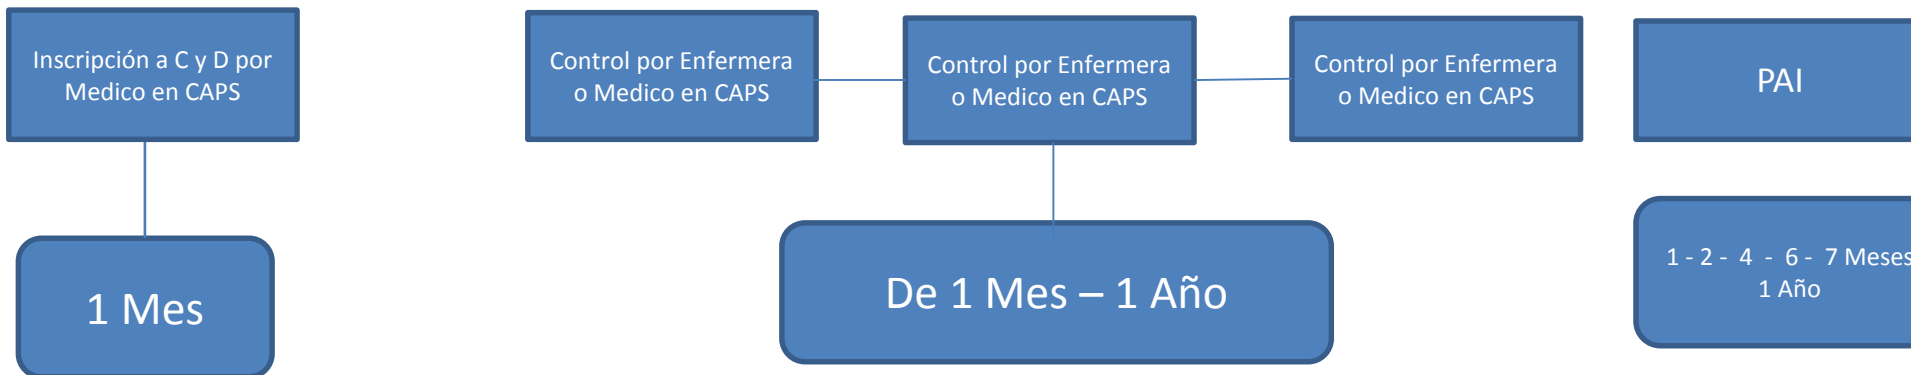 Inscripción a C y D por
Medico en CAPS
Control por Enfermera
o Medico en CAPS
Control por Enfermera
o Medico en CAPS
Control por Enfermera
o Medico en CAPS
PAI
1 Mes
De 1 Mes – 1 Año
1 - 2 - 4 - 6 - 7 Meses
1 Año